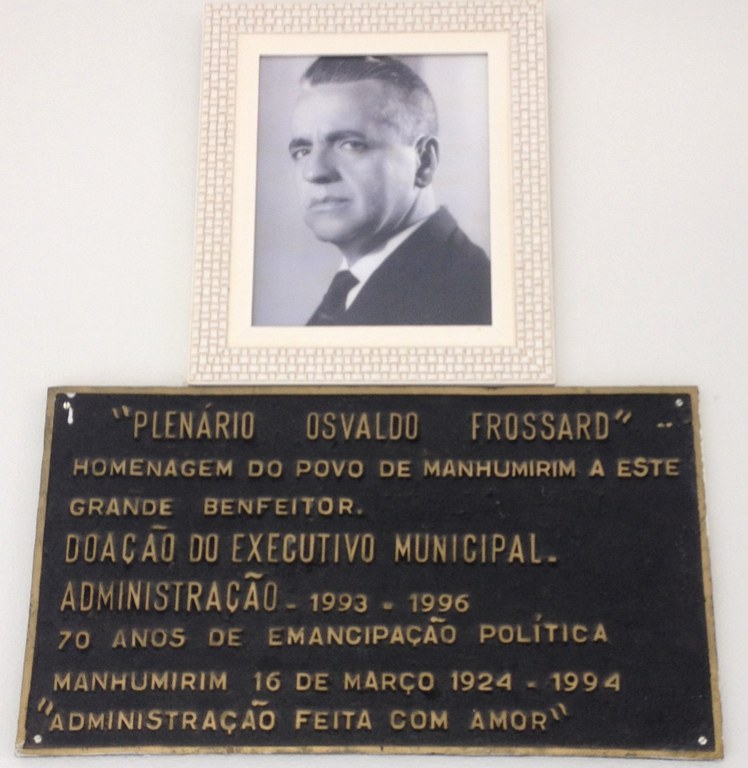 "PLENÁRIO OSVALDO FROSSARD"
HOMENAGEM DO POVO DE MANHUMIRIM A ESTE
GRANDE BENFEITOR.
DOAÇÃO DO EXECUTIVO MUNICIPAL.
ADMINISTRAÇÃO - 1993 - 1996
70 ANOS DE EMANCIPAÇÃO POLÍTICA
MANHUMIRIM 16 DE MARÇO 1924 - 1994
"ADMINISTRAÇÃO FEITA COM AMOR"